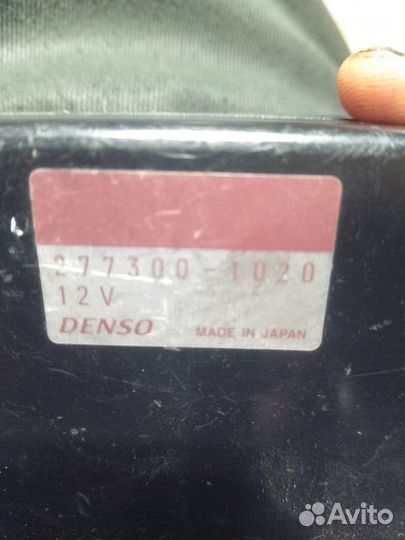 277300-1020
12V
DENSO MADE IN JAPAN
Avito